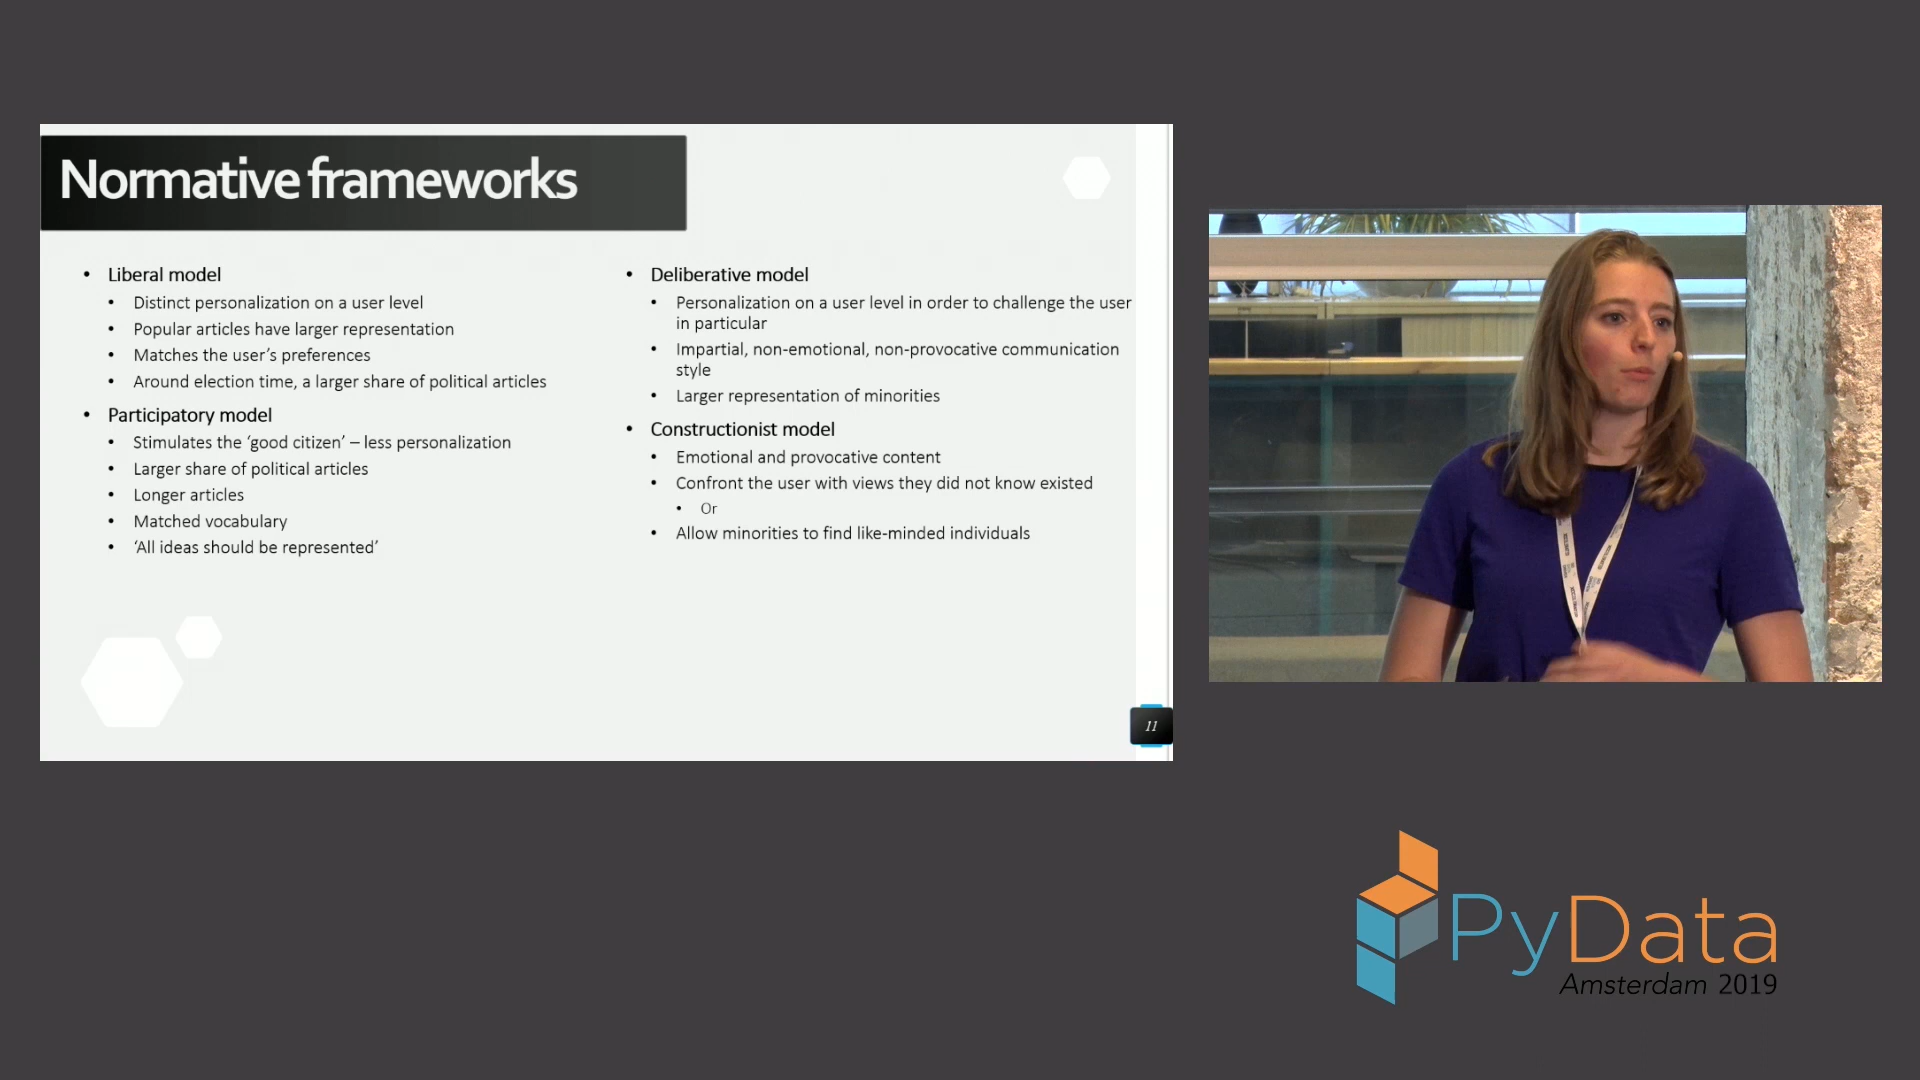 Normative frameworks
• Liberal model
• Distinct personalization on a user level
• Popular articles have larger representation
• Matches the user's preferences
• Around election time, a larger share of political articles
• Participatory model
• Stimulates the ‘good citizen’ – less personalization
• Larger share of political articles
• Longer articles
• Matched vocabulary
• ‘All ideas should be represented’
• Deliberative model
• Personalization on a user level in order to challenge the user
in particular
• Impartial, non-emotional, non-provocative communication
style
• Larger representation of minorities
• Constructionist model
• Emotional and provocative content
• Confront the user with views they did not know existed
• Or
• Allow minorities to find like-minded individuals
11
PyData
Amsterdam 2019